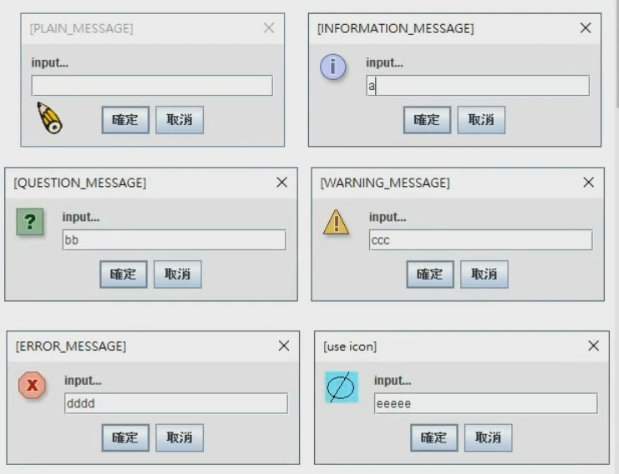 [PLAIN_MESSAGE]
input...
確定 取消
[INFORMATION_MESSAGE]
i
input...
a
確定 取消
[QUESTION_MESSAGE]
?
input...
bb
確定 取消
[WARNING_MESSAGE]
!
input...
ccc
確定 取消
[ERROR_MESSAGE]
x
input...
dddd
確定 取消
[use icon]
input...
eeeee
確定 取消